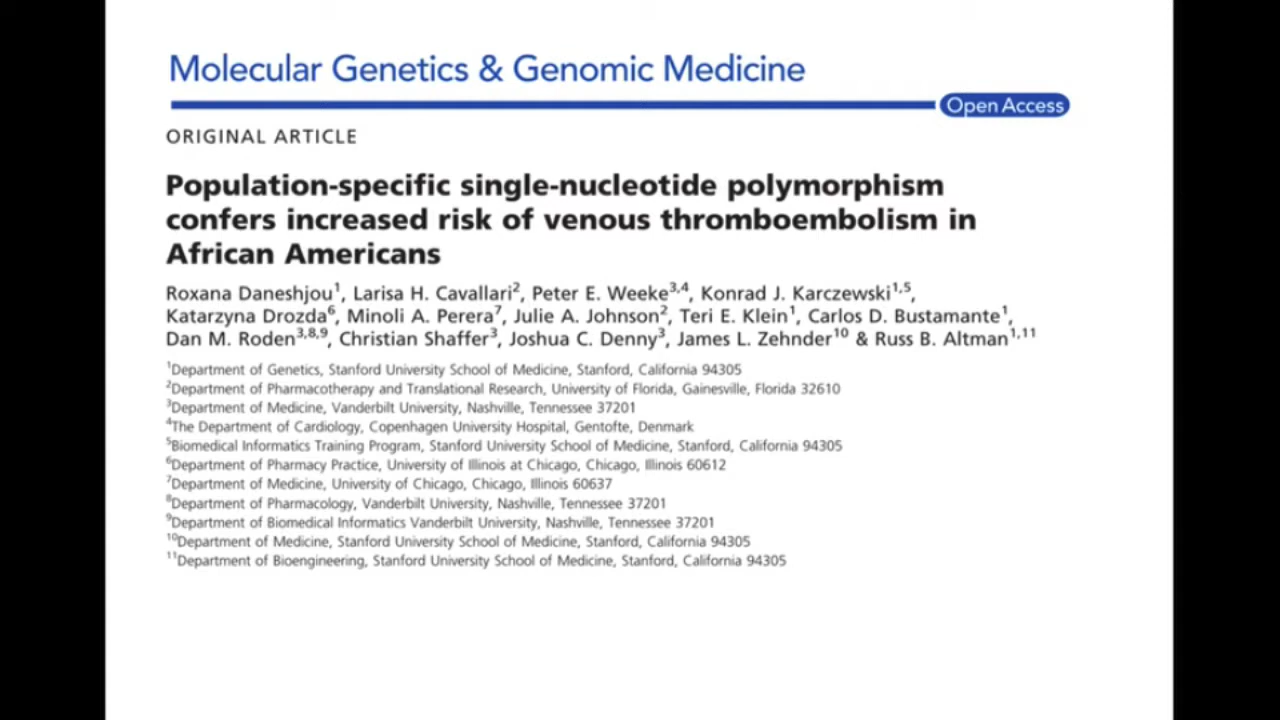 Molecular Genetics & Genomic Medicine
Open Access
ORIGINAL ARTICLE
Population-specific single-nucleotide polymorphism
confers increased risk of venous thromboembolism in
African Americans
Roxana Daneshjou1, Larisa H. Cavallari2, Peter E. Weeke3,4, Konrad J. Karczewski1,5,
Katarzyna Drozda6, Minoli A. Perera7, Julie A. Johnson2, Teri E. Klein1, Carlos D. Bustamante1,
Dan M. Roden3,8,9, Christian Shaffer3, Joshua C. Denny3, James L. Zehnder10 & Russ B. Altman1,11
1Department of Genetics, Stanford University School of Medicine, Stanford, California 94305
2Department of Pharmacotherapy and Translational Research, University of Florida, Gainesville, Florida 32610
3Department of Medicine, Vanderbilt University, Nashville, Tennessee 37201
4The Department of Cardiology, Copenhagen University Hospital, Gentofte, Denmark
5Biomedical Informatics Training Program, Stanford University School of Medicine, Stanford, California 94305
6Department of Pharmacy Practice, University of Illinois at Chicago, Chicago, Illinois 60612
7Department of Medicine, University of Chicago, Chicago, Illinois 60637
8Department of Pharmacology, Vanderbilt University, Nashville, Tennessee 37201
9Department of Biomedical Informatics Vanderbilt University, Nashville, Tennessee 37201
10Department of Medicine, Stanford University School of Medicine, Stanford, California 94305
11Department of Bioengineering, Stanford University School of Medicine, Stanford, California 94305